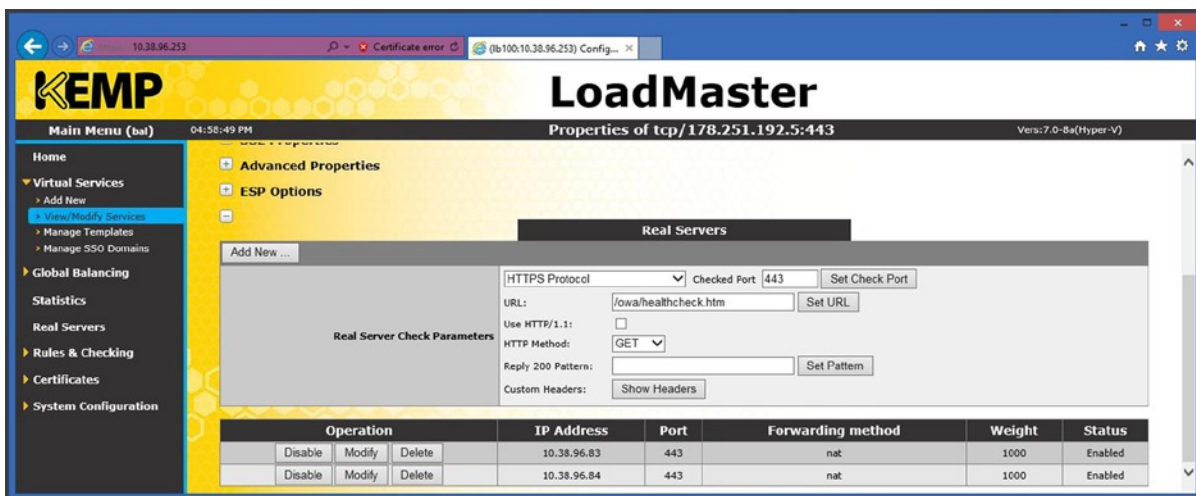 10.38.96.253
Certificate error
(lb100:10.38.96.253) Config...
KEMP
LoadMaster
Main Menu (bal)
04:58:49 PM
Properties of tcp/178.251.192.5:443
Vers:7.0-8a(Hyper-V)
Home
Virtual Services
Add New
View/Modify Services
Manage Templates
Manage SSO Domains
Global Balancing
Statistics
Real Servers
Rules & Checking
Certificates
System Configuration
Advanced Properties
ESP Options
Real Servers
Add New ...
Real Server Check Parameters
HTTPS Protocol Checked Port 443 Set Check Port
URL: /owa/healthcheck.htm Set URL
Use HTTP/1.1:
HTTP Method: GET
Reply 200 Pattern: Set Pattern
Custom Headers: Show Headers
Operation IP Address Port Forwarding method Weight Status
Disable Modify Delete 10.38.96.83 443 nat 1000 Enabled
Disable Modify Delete 10.38.96.84 443 nat 1000 Enabled